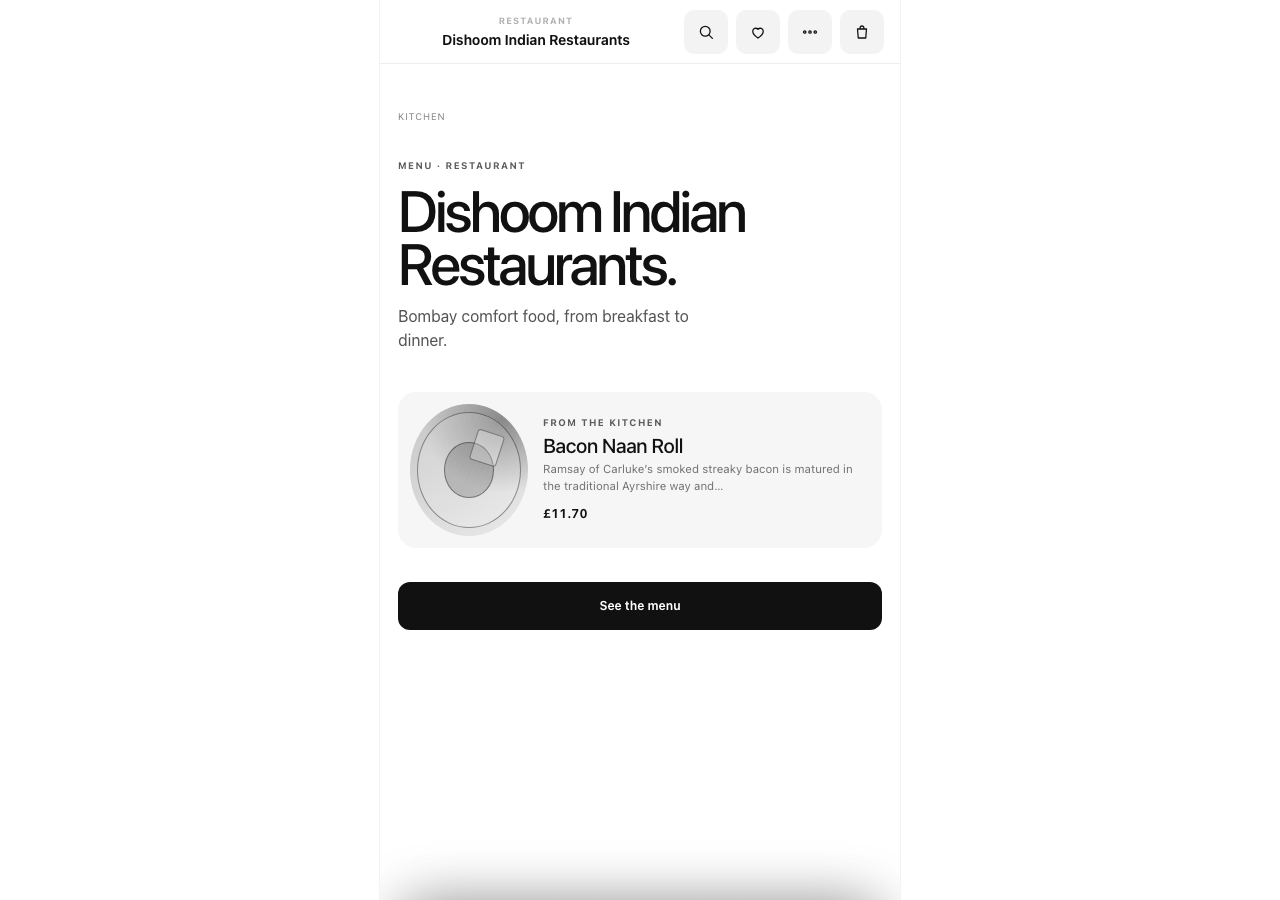 RESTAURANT
Dishoom Indian Restaurants
KITCHEN
MENU · RESTAURANT
Dishoom Indian
Restaurants.
Bombay comfort food, from breakfast to
dinner.
FROM THE KITCHEN
Bacon Naan Roll
Ramsay of Carluke's smoked streaky bacon is matured in
the traditional Ayrshire way and...
£11.70
See the menu